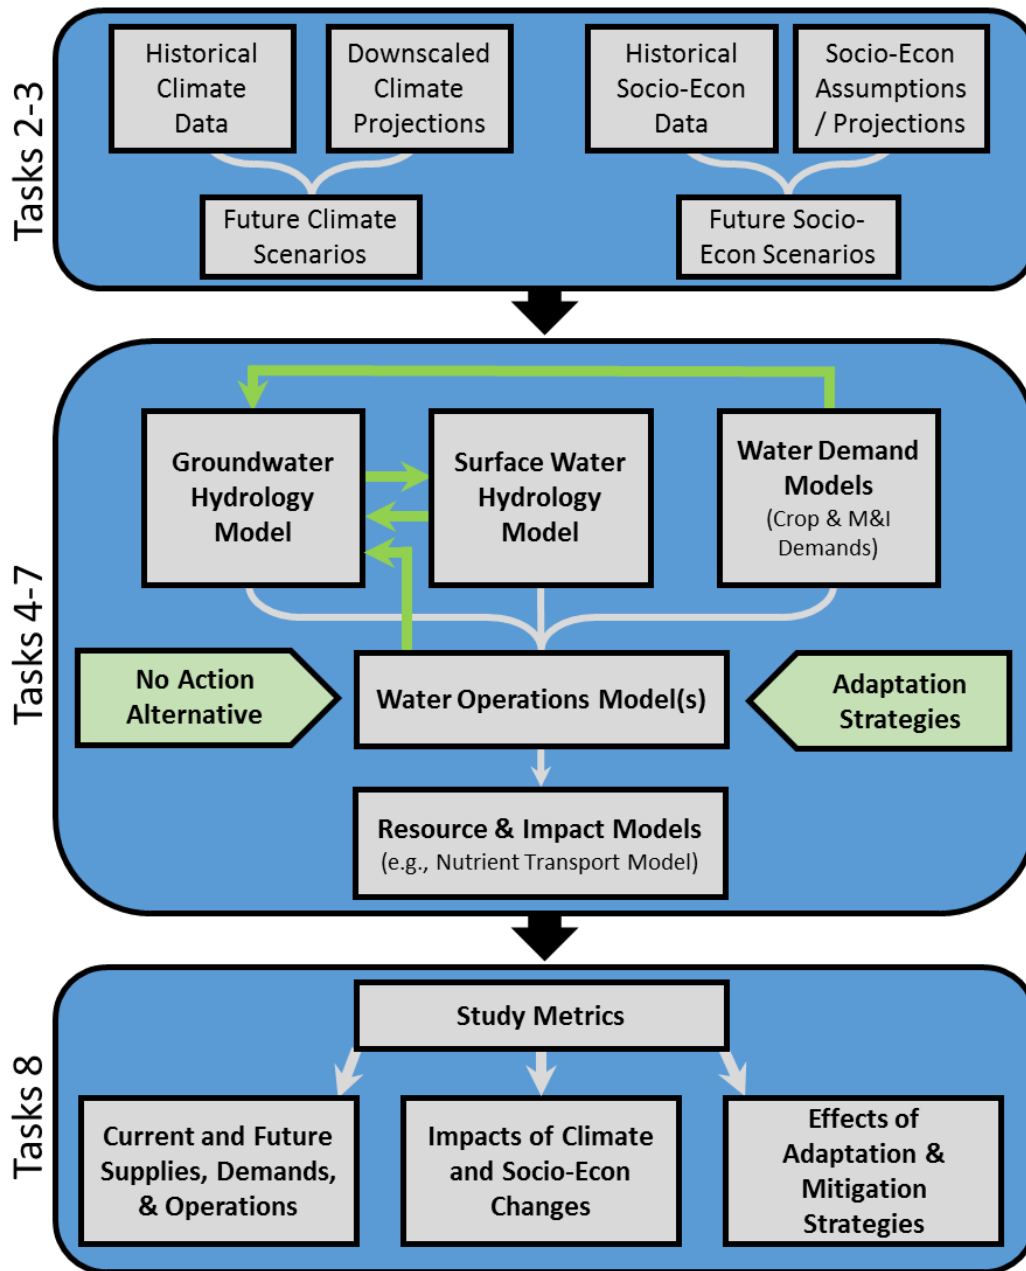 Tasks 2-3
Historical
Climate
Data
Downscaled
Climate
Projections
Historical
Socio-Econ
Data
Socio-Econ
Assumptions
/ Projections
Future Climate
Scenarios
Future Socio-
Econ Scenarios
Tasks 4-7
Groundwater
Hydrology
Model
Surface Water
Hydrology
Model
Water Demand
Models
(Crop & M&I
Demands)
No Action
Alternative
Water Operations Model(s)
Adaptation
Strategies
Resource & Impact Models
(e.g., Nutrient Transport Model)
Tasks 8
Study Metrics
Current and Future
Supplies, Demands,
& Operations
Impacts of Climate
and Socio-Econ
Changes
Effects of
Adaptation &
Mitigation
Strategies